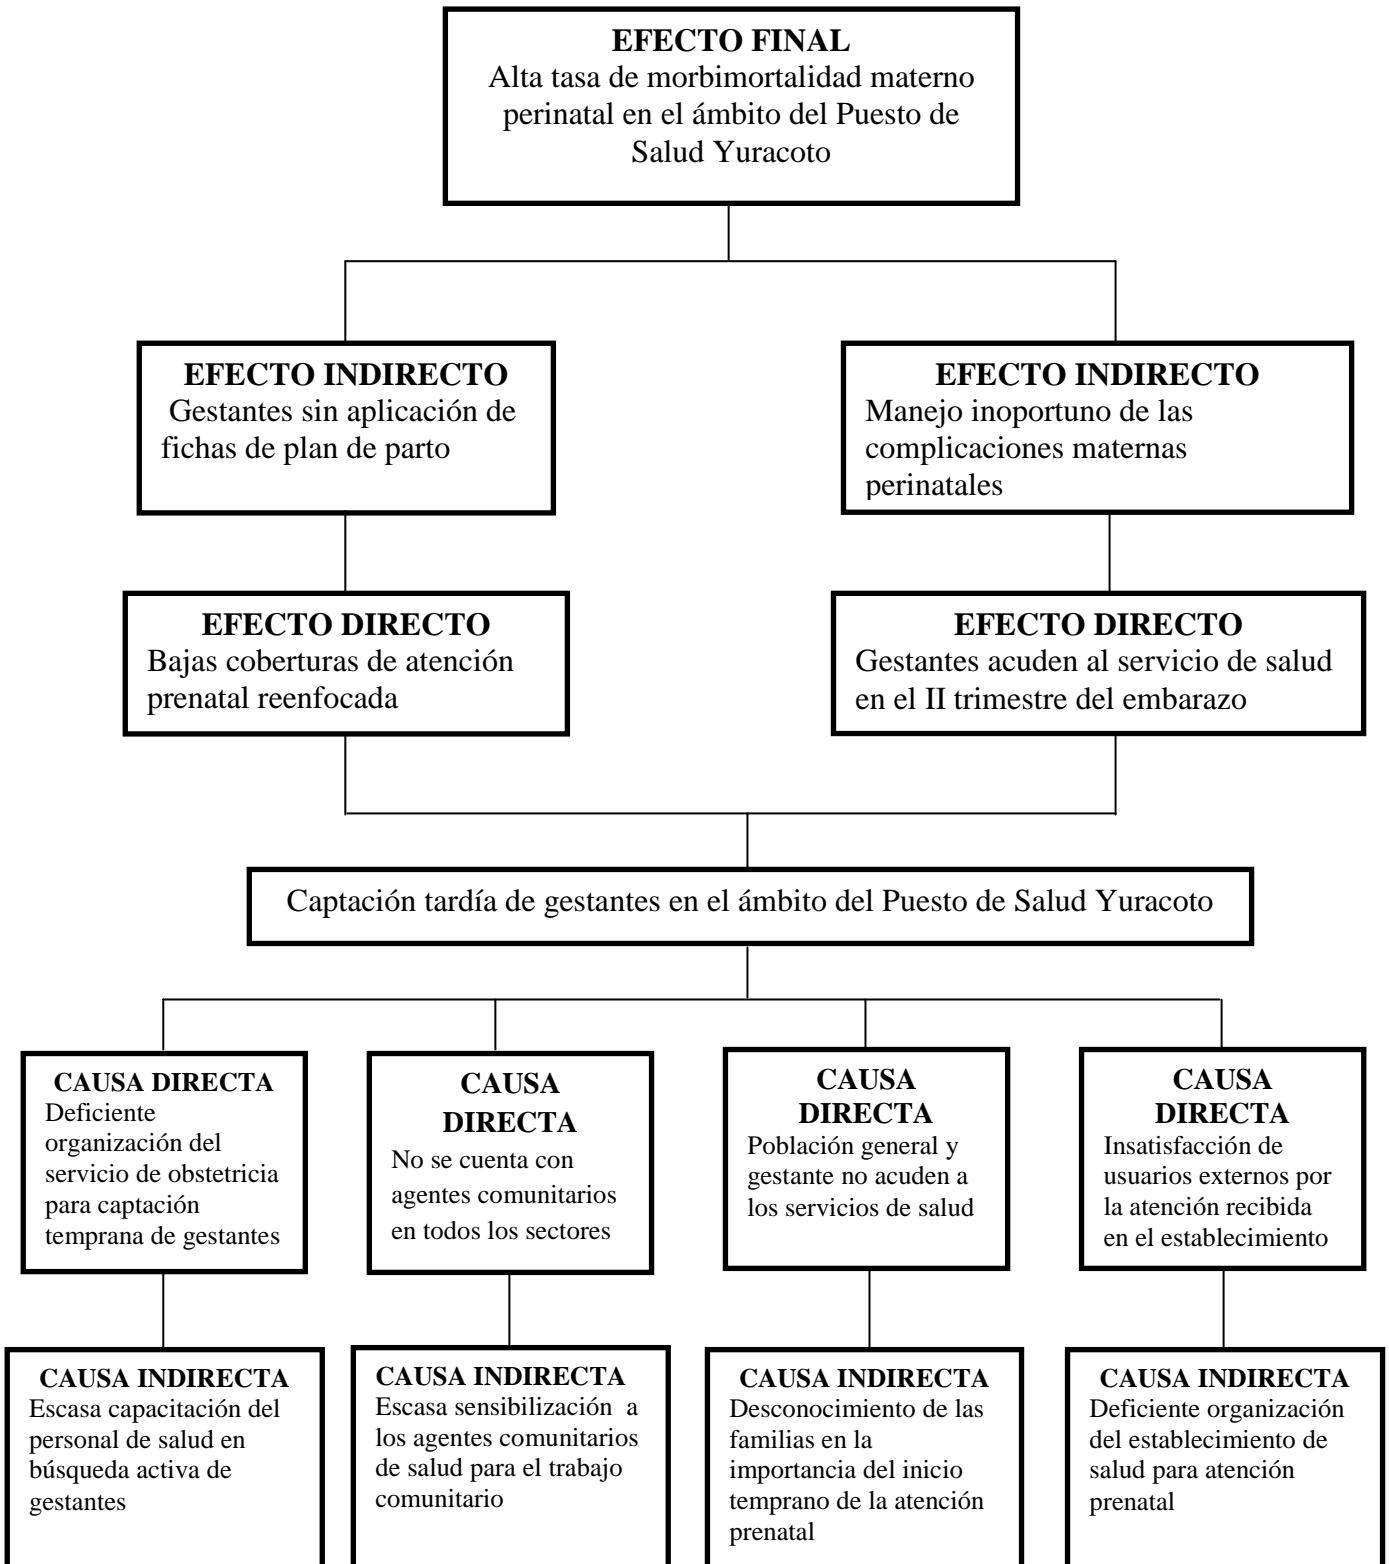 EFECTO FINAL
Alta tasa de morbimortalidad materno
perinatal en el ámbito del Puesto de
Salud Yuracoto
EFECTO INDIRECTO
Gestantes sin aplicación de
fichas de plan de parto
EFECTO INDIRECTO
Manejo inoportuno de las
complicaciones maternas
perinatales
EFECTO DIRECTO
Bajas coberturas de atención
prenatal reenfocada
EFECTO DIRECTO
Gestantes acuden al servicio de salud
en el II trimestre del embarazo
Captación tardía de gestantes en el ámbito del Puesto de Salud Yuracoto
CAUSA DIRECTA
Deficiente
organización del
servicio de obstetricia
para captación
temprana de gestantes
CAUSA
DIRECTA
No se cuenta con
agentes comunitarios
en todos los sectores
CAUSA
DIRECTA
Población general y
gestante no acuden a
los servicios de salud
CAUSA
DIRECTA
Insatisfacción de
usuarios externos por
la atención recibida
en el establecimiento
CAUSA INDIRECTA
Escasa capacitación del
personal de salud en
búsqueda activa de
gestantes
CAUSA INDIRECTA
Escasa sensibilización a
los agentes comunitarios
de salud para el trabajo
comunitario
CAUSA INDIRECTA
Desconocimiento de las
familias en la
importancia del inicio
temprano de la atención
prenatal
CAUSA INDIRECTA
Deficiente organización
del establecimiento de
salud para atención
prenatal